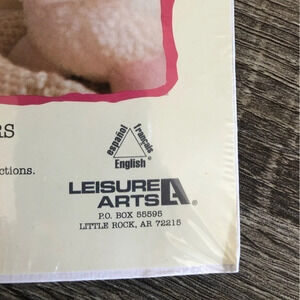 RS
ctions.
español
français
English
LEISURE
ARTS
P.O. BOX 55595
LITTLE ROCK, AR 72215